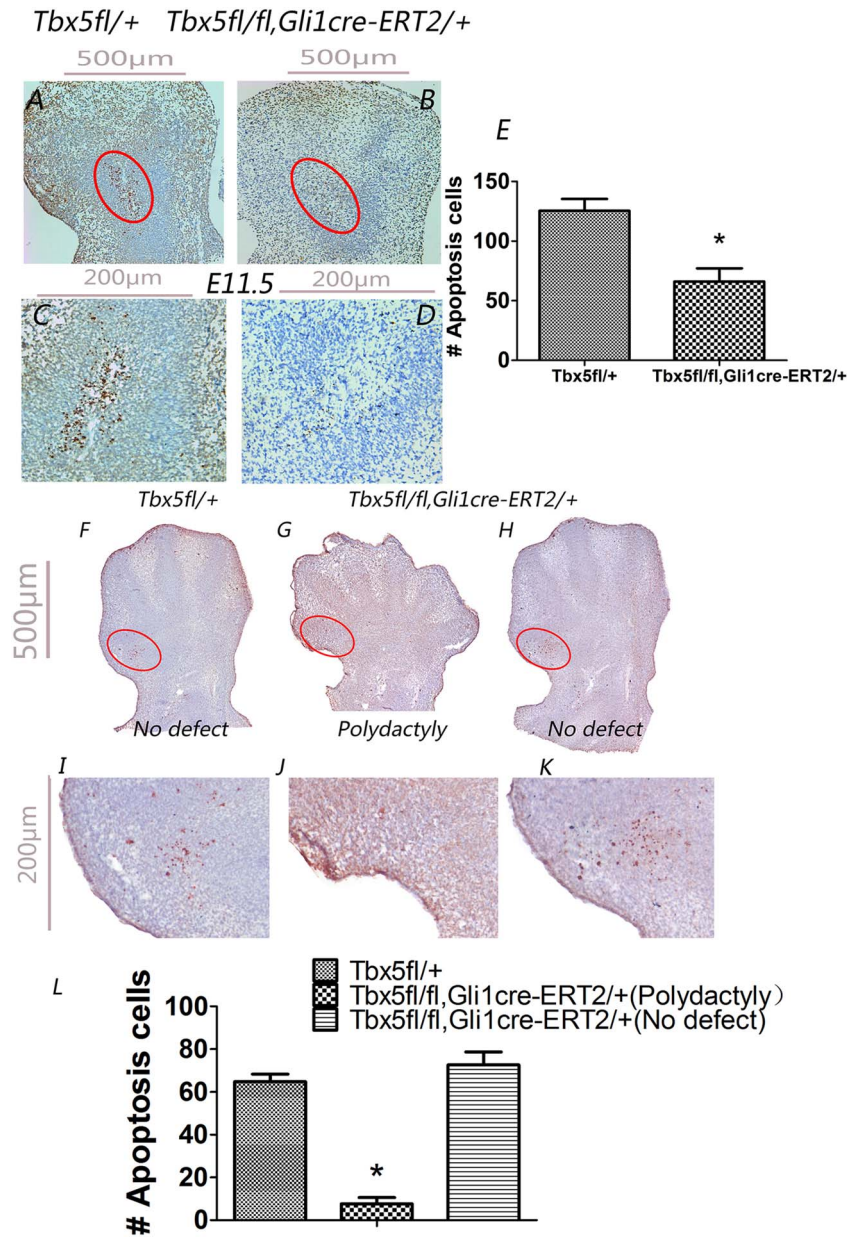 Tbx5fl/+ Tbx5fl/fl,Gli1cre-ERT2/+
500μm 500μm
A B
E
150
100
50
0
# Apoptosis cells
*
Tbx5fl/+ Tbx5fl/fl,Gli1cre-ERT2/+
200μm E11.5 200μm
C D
Tbx5fl/+ Tbx5fl/fl,Gli1cre-ERT2/+
F G H
500μm
No defect Polydactyly No defect
I J K
200μm
L
Tbx5fl/+
Tbx5fl/fl,Gli1cre-ERT2/+(Polydactyly）
Tbx5fl/fl,Gli1cre-ERT2/+(No defect)
# Apoptosis cells
100
80
60
40
20
0
*